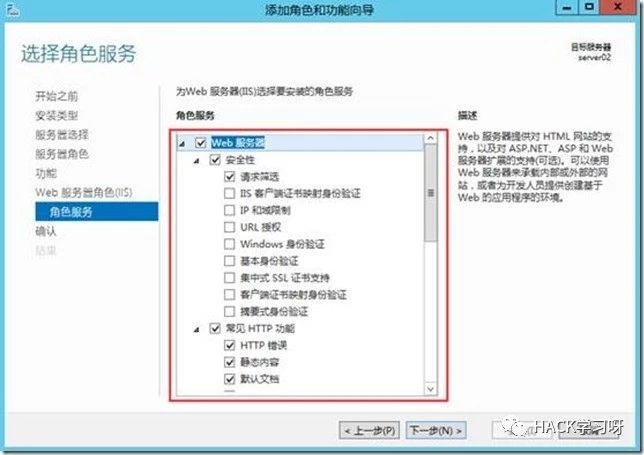 添加角色和功能向导
选择角色服务
目标服务器
server02
开始之前
安装类型
服务器选择
服务器角色
功能
Web 服务器角色(IIS)
角色服务
确认
结果
为Web 服务器(IIS)选择要安装的角色服务
角色服务
Web 服务器
安全性
请求筛选
IIS 客户端证书映射身份验证
IP 和域限制
URL 授权
Windows 身份验证
基本身份验证
集中式 SSL 证书支持
客户端证书映射身份验证
摘要式身份验证
常见 HTTP 功能
HTTP 错误
静态内容
默认文档
描述
Web 服务器提供对 HTML 网站的支
持，以及对 ASP.NET、ASP 和 Web
服务器扩展的支持(可选)。可以使用
Web 服务器来承载内部或外部的网
站，或者为开发人员提供创建基于
Web 的应用程序的环境。
< 上一步(P)
下一步(N) >
HACK学习呀